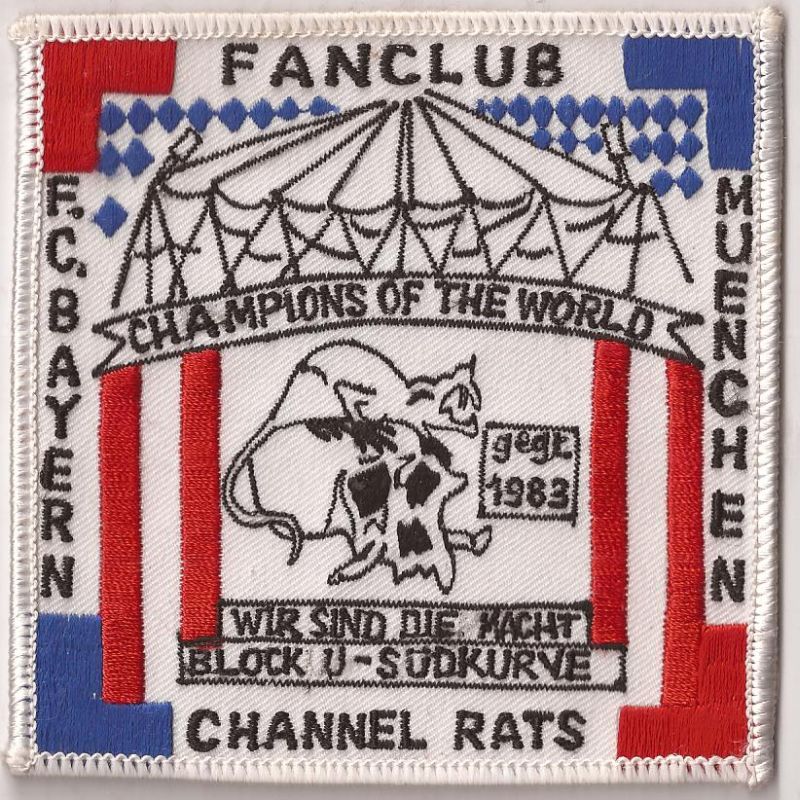 FANCLUB
F.C.BAYERN
MUENCHEN
CHAMPIONS OF THE WORLD
gegr.
1983
WIR SIND DIE MACHT
BLOCK U-SÜDKURVE
CHANNEL RATS